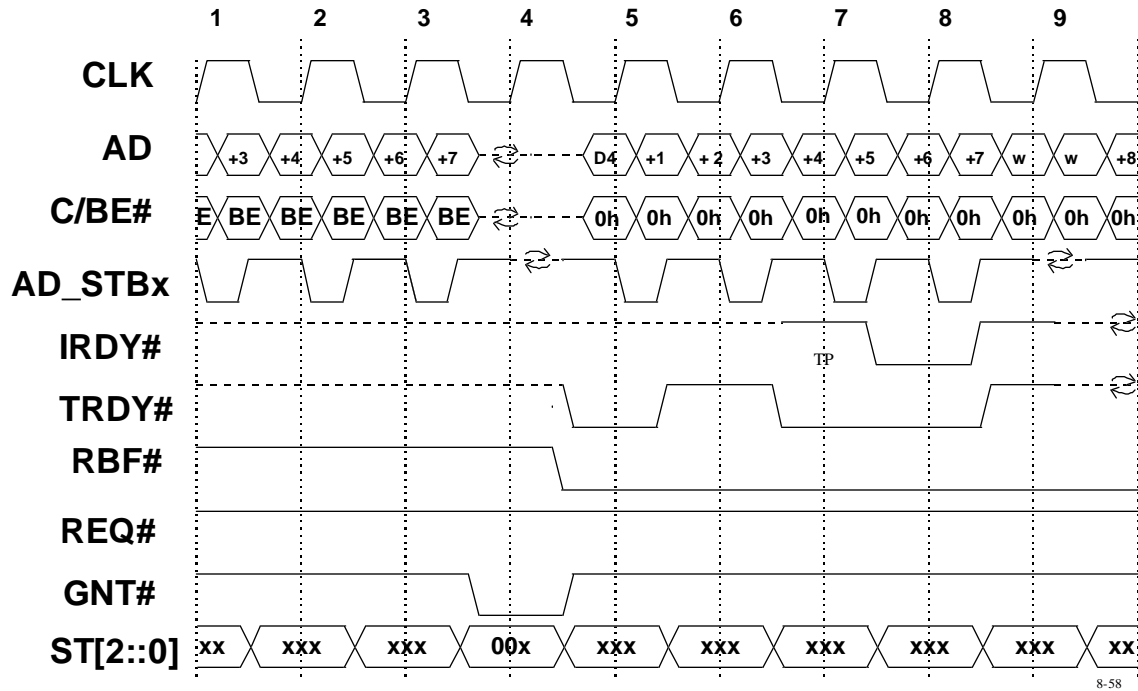 1 2 3 4 5 6 7 8 9
CLK
AD +3 +4 +5 +6 +7 D4 +1 + 2 +3 +4 +5 +6 +7 w w +8
C/BE# E BE BE BE BE BE 0h 0h 0h 0h 0h 0h 0h 0h 0h 0h 0h
AD_STBx
IRDY# TP
TRDY#
RBF#
REQ#
GNT#
ST[2::0] xx xxx xxx 00x xxx xxx xxx xxx xxx xx
8-58